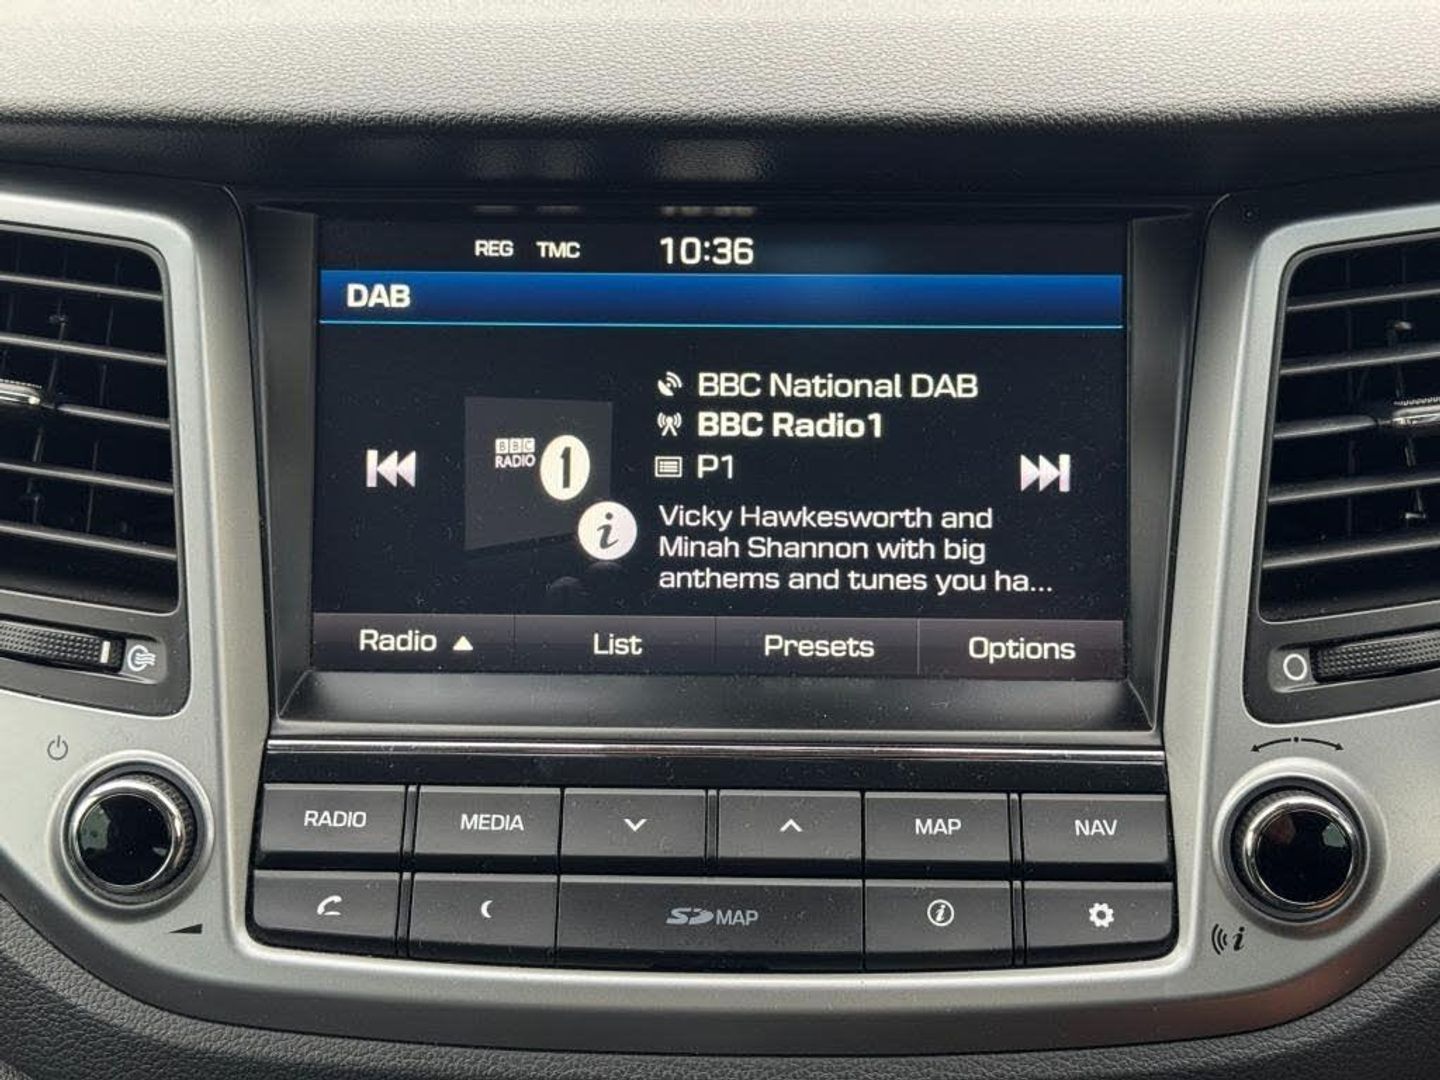 REG TMC 10:36
DAB
BBC National DAB
BBC Radio1
BBC
RADIO 1
P1
i
Vicky Hawkesworth and
Minah Shannon with big
anthems and tunes you ha...
Radio ▲ List Presets Options
RADIO MEDIA MAP NAV
SD MAP i
i